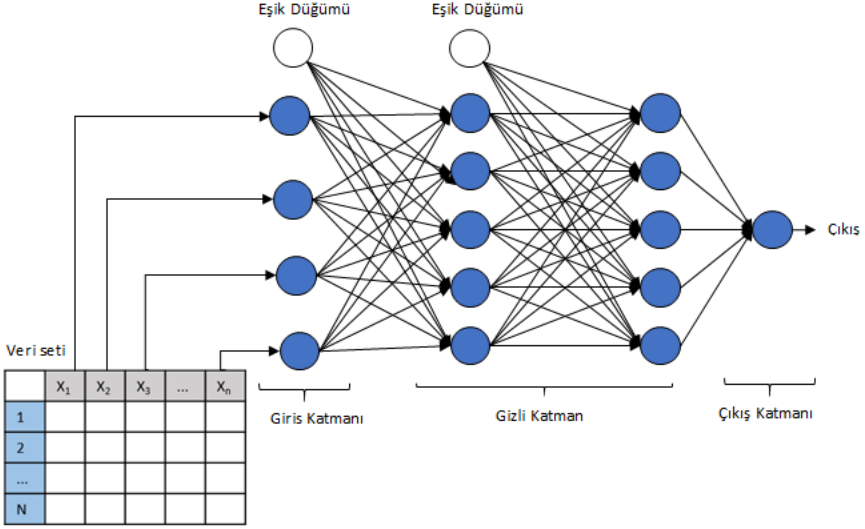 Eşik Düğümü
Eşik Düğümü
Çıkış
Veri seti
X1 X2 X3 ... Xn
1
2
...
N
Giris Katmanı
Gizli Katman
Çıkış Katmanı